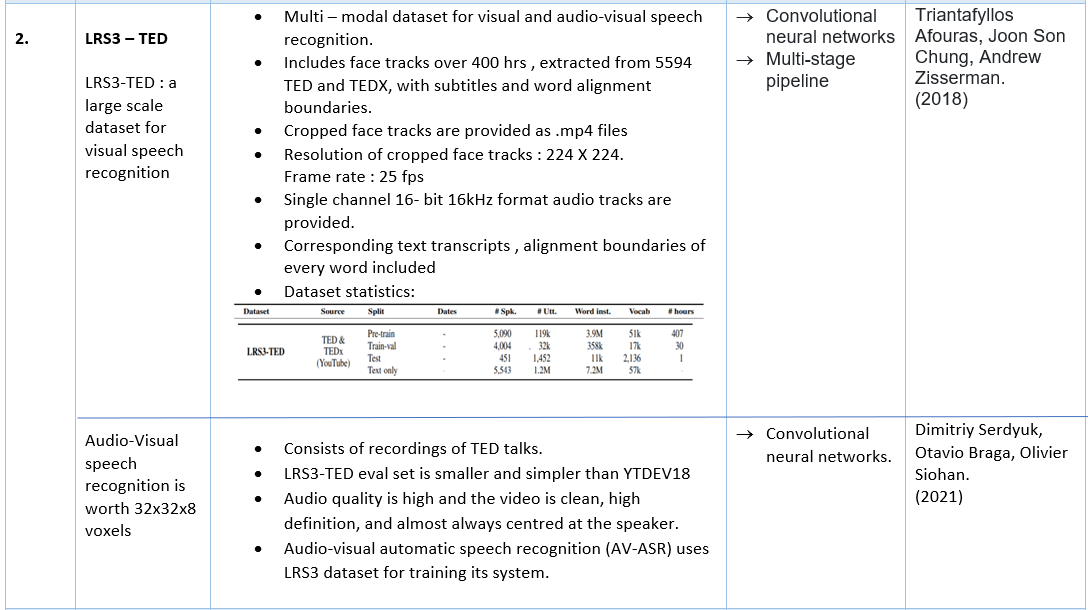 2.
LRS3 – TED
LRS3-TED : a
large scale
dataset for
visual speech
recognition
• Multi – modal dataset for visual and audio-visual speech
recognition.
• Includes face tracks over 400 hrs , extracted from 5594
TED and TEDX, with subtitles and word alignment
boundaries.
• Cropped face tracks are provided as .mp4 files
• Resolution of cropped face tracks : 224 X 224.
Frame rate : 25 fps
• Single channel 16- bit 16kHz format audio tracks are
provided.
• Corresponding text transcripts , alignment boundaries of
every word included
• Dataset statistics:
Dataset Source Split Dates # Spk. # Utt. Word inst. Vocab # hours
LRS3-TED
TED &
TEDx
(YouTube)
Pre-train - 5,090 119k 3.9M 51k 407
Train-val - 4,004 32k 358k 17k 30
Test - 451 1,452 11k 2,136 1
Text only - 5,543 1.2M 7.2M 57k -
→ Convolutional
neural networks
→ Multi-stage
pipeline
Triantafyllos
Afouras, Joon Son
Chung, Andrew
Zisserman.
(2018)
Audio-Visual
speech
recognition is
worth 32x32x8
voxels
• Consists of recordings of TED talks.
• LRS3-TED eval set is smaller and simpler than YTDEV18
• Audio quality is high and the video is clean, high
definition, and almost always centred at the speaker.
• Audio-visual automatic speech recognition (AV-ASR) uses
LRS3 dataset for training its system.
→ Convolutional
neural networks.
Dimitriy Serdyuk,
Otavio Braga, Olivier
Siohan.
(2021)